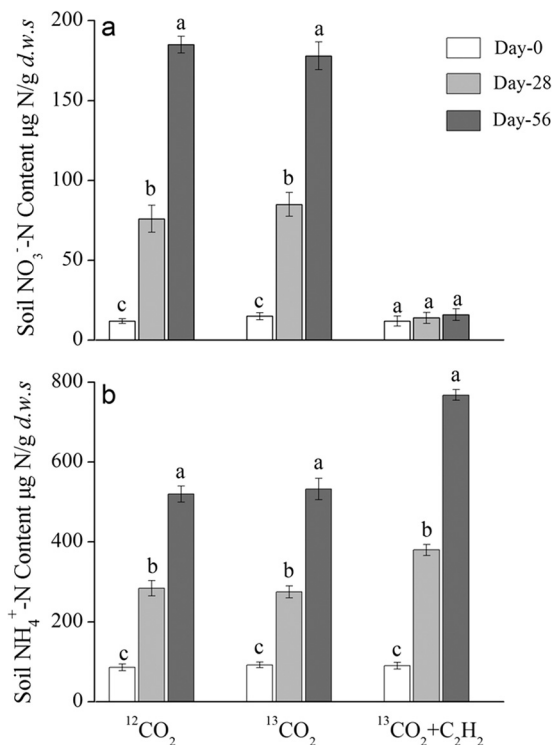 a
Soil NO₃⁻-N Content µg N/g d.w.s
200
150
100
50
0
c b a
c b a
a a a
Day-0
Day-28
Day-56
b
Soil NH₄⁺-N Content µg N/g d.w.s
800
600
400
200
0
c b a
c b a
c b a
¹²CO₂ ¹³CO₂ ¹³CO₂+C₂H₂